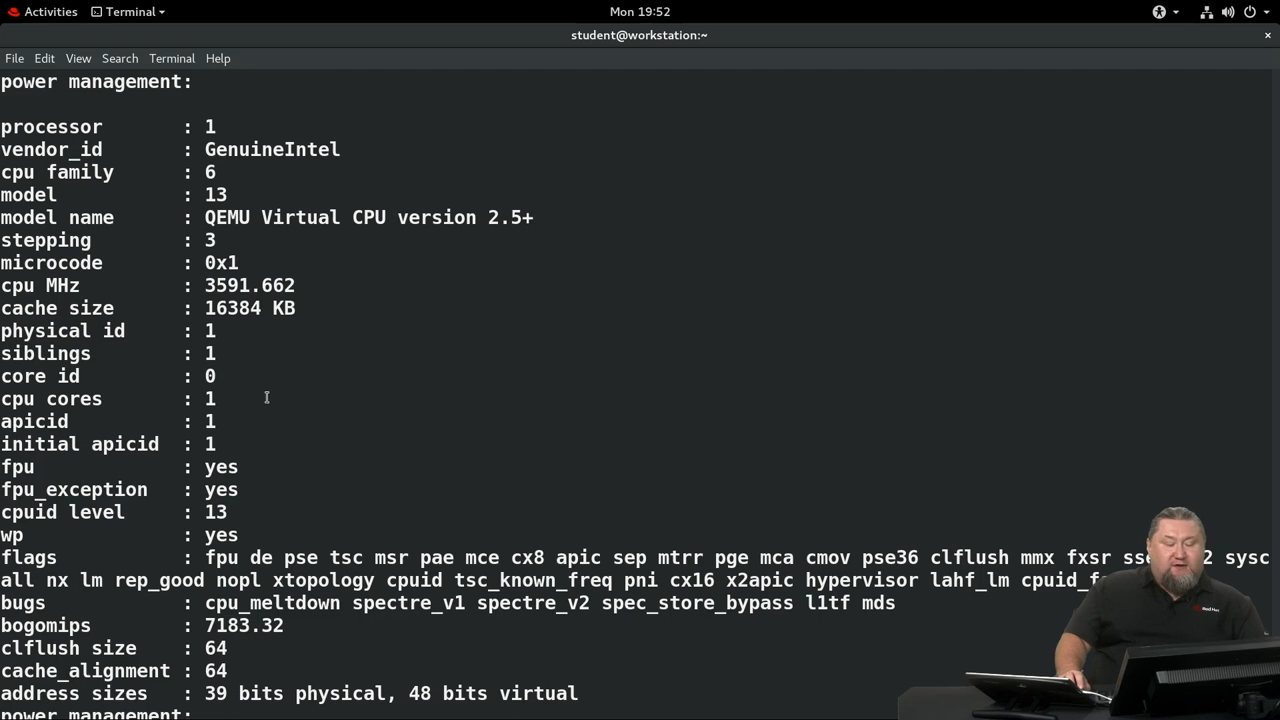 Activities Terminal Mon 19:52
student@workstation:~ ×
File Edit View Search Terminal Help
power management:
processor : 1
vendor_id : GenuineIntel
cpu family : 6
model : 13
model name : QEMU Virtual CPU version 2.5+
stepping : 3
microcode : 0x1
cpu MHz : 3591.662
cache size : 16384 KB
physical id : 1
siblings : 1
core id : 0
cpu cores : 1
apicid : 1
initial apicid : 1
fpu : yes
fpu_exception : yes
cpuid level : 13
wp : yes
flags : fpu de pse tsc msr pae mce cx8 apic sep mtrr pge mca cmov pse36 clflush mmx fxsr sysc
all nx lm rep_good nopl xtopology cpuid tsc_known_freq pni cx16 x2apic hypervisor lahf_lm
bugs : cpu_meltdown spectre_v1 spectre_v2 spec_store_bypass l1tf mds
bogomips : 7183.32
clflush size : 64
cache_alignment : 64
address sizes : 39 bits physical, 48 bits virtual
power management:
Red Hat